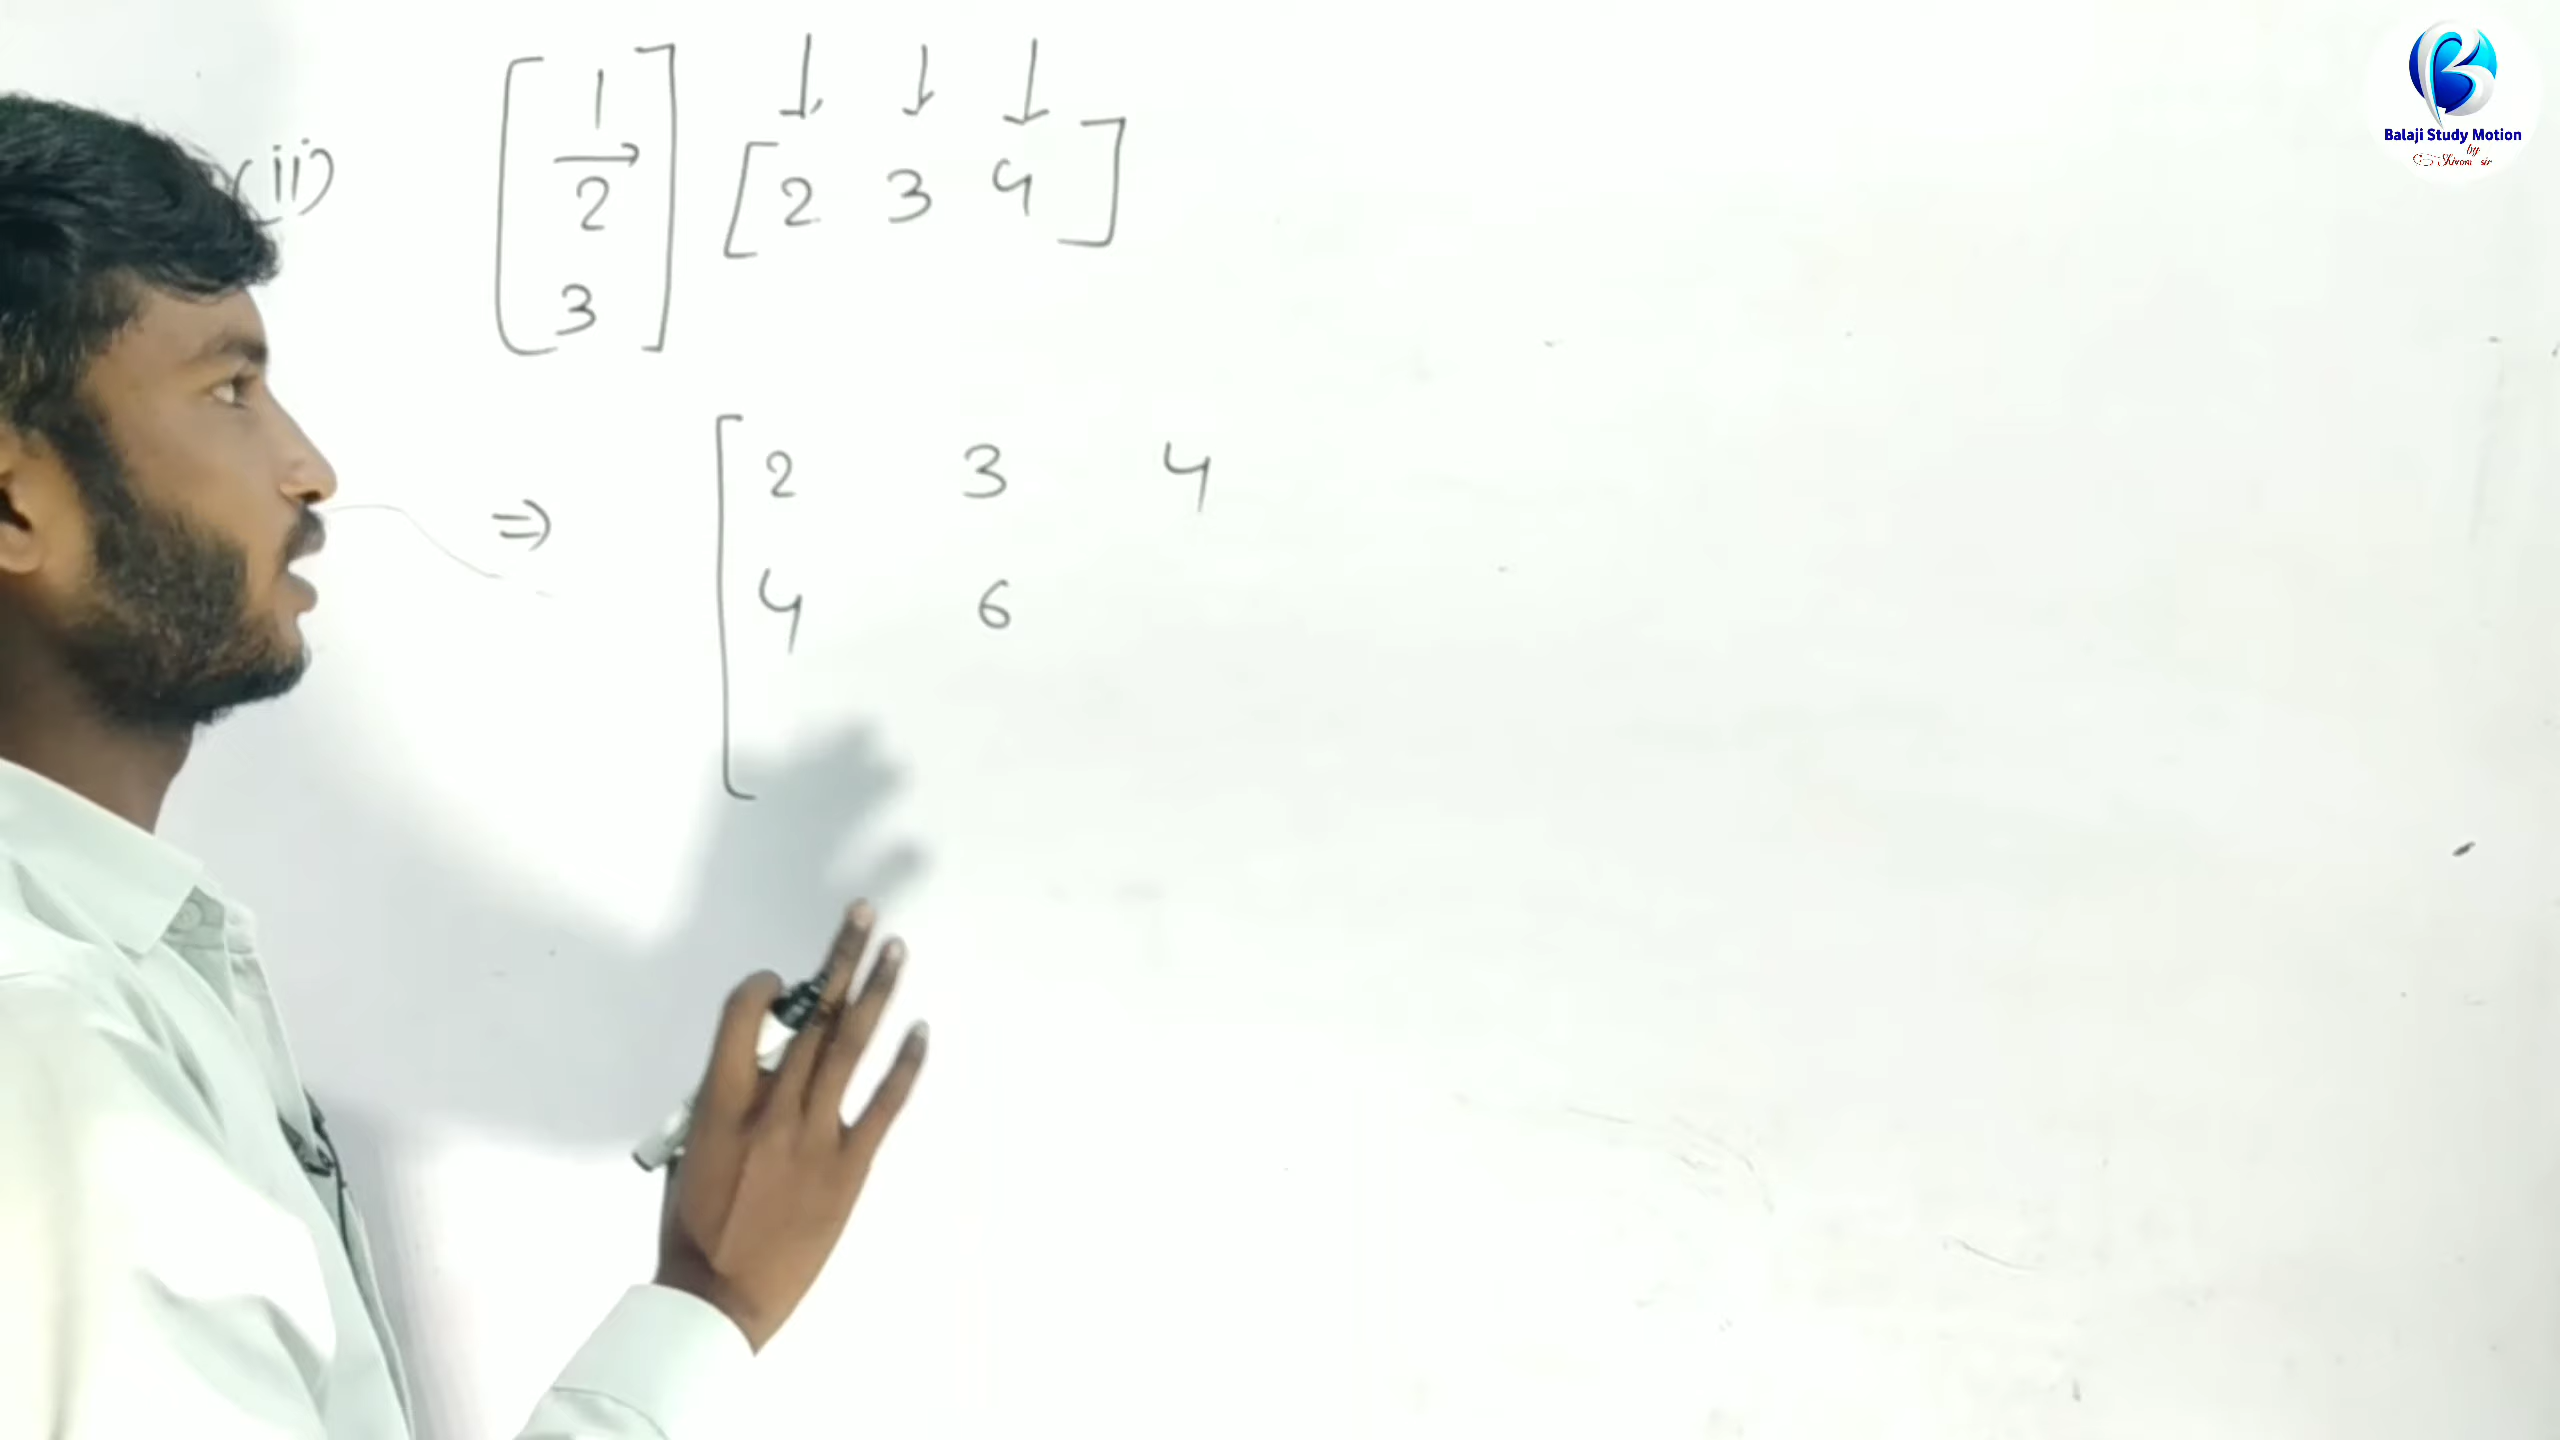 (ii) [1 2 3] [2 3 4]
⇒ [2 3 4
4 6
Balaji Study Motion
by